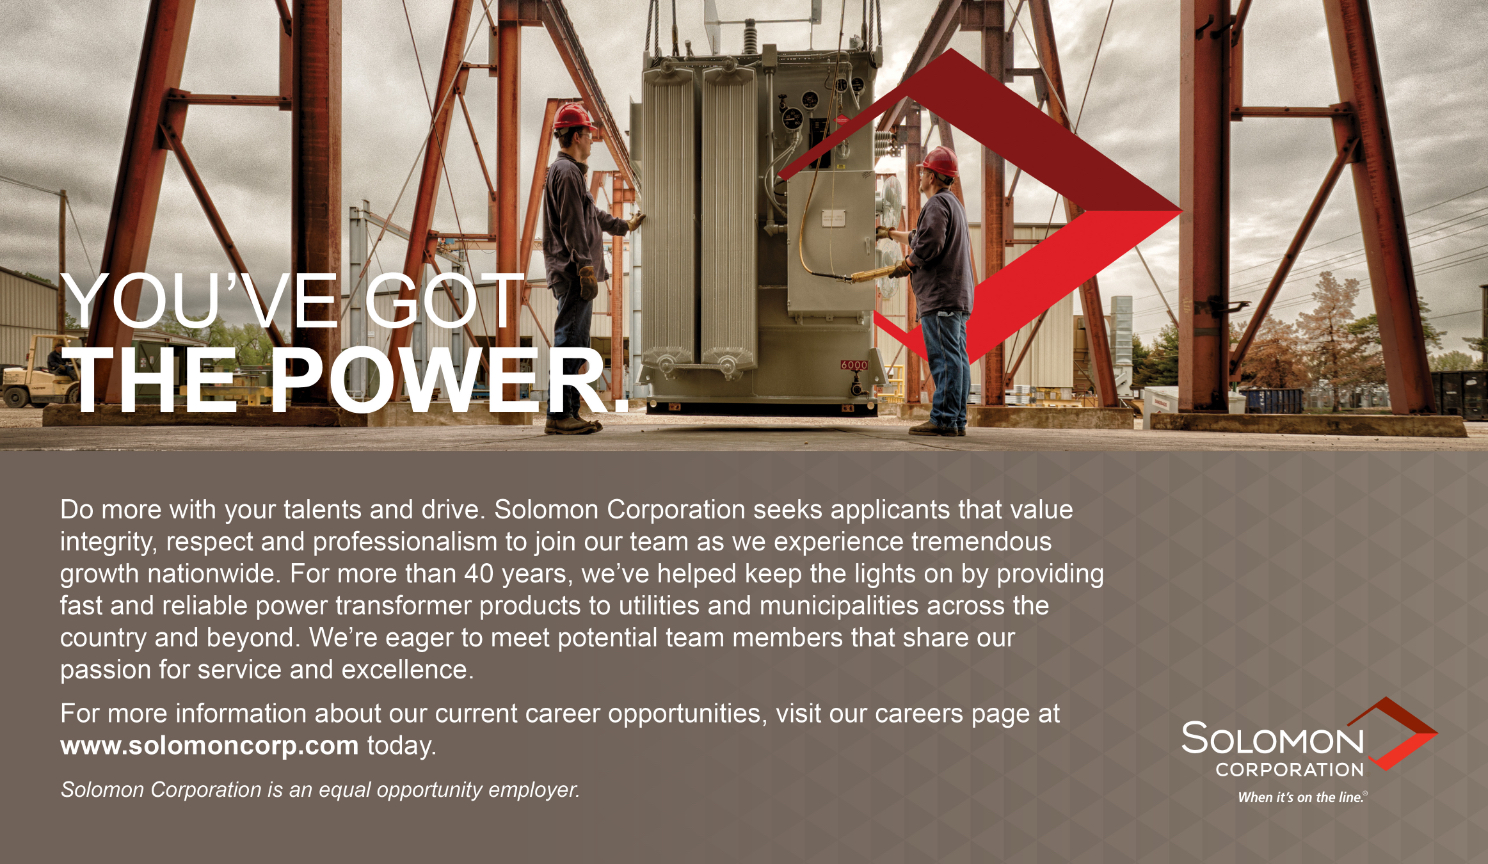 YOU'VE GOT
THE POWER.
6000
Do more with your talents and drive. Solomon Corporation seeks applicants that value
integrity, respect and professionalism to join our team as we experience tremendous
growth nationwide. For more than 40 years, we've helped keep the lights on by providing
fast and reliable power transformer products to utilities and municipalities across the
country and beyond. We're eager to meet potential team members that share our
passion for service and excellence.
For more information about our current career opportunities, visit our careers page at
www.solomoncorp.com today.
Solomon Corporation is an equal opportunity employer.
SOLOMON
CORPORATION
When it's on the line.®